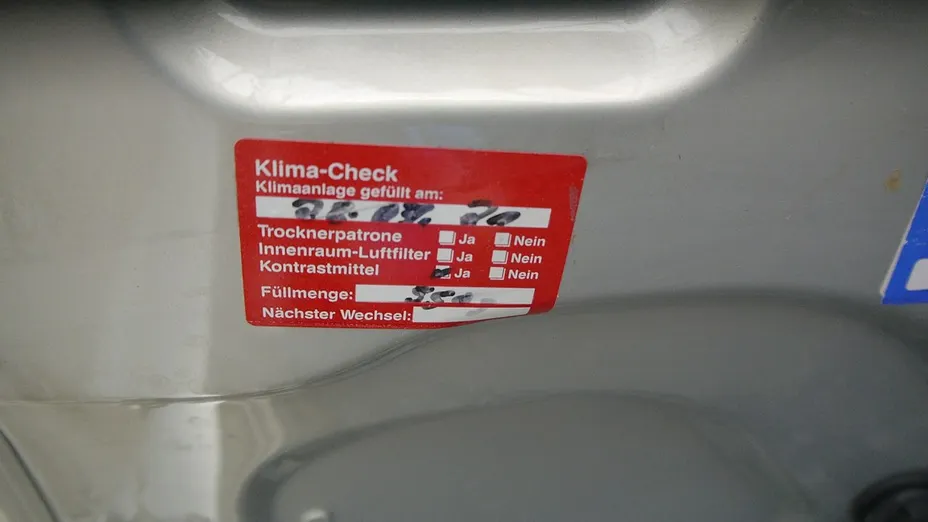 Klima-Check
Klimaanlage gefüllt am:
Trocknerpatrone Ja Nein
Innenraum-Luftfilter Ja Nein
Kontrastmittel Ja Nein
Füllmenge:
Nächster Wechsel: